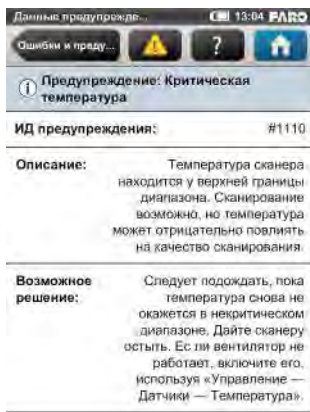 Данные предупрежде... 13:04 FARO
Ошибки и преду... ?
Предупреждение: Критическая
температура
ИД предупреждения: #1110
Описание: Температура сканера
находится у верхней границы
диапазона. Сканирование
возможно, но температура
может отрицательно повлиять
на качество сканирования.
Возможное Следует подождать, пока
решение: температура снова не
окажется в некритическом
диапазоне. Дайте сканеру
остыть. Ес ли вентилятор не
работает, включите его,
используя «Управление —
Датчики — Температура».